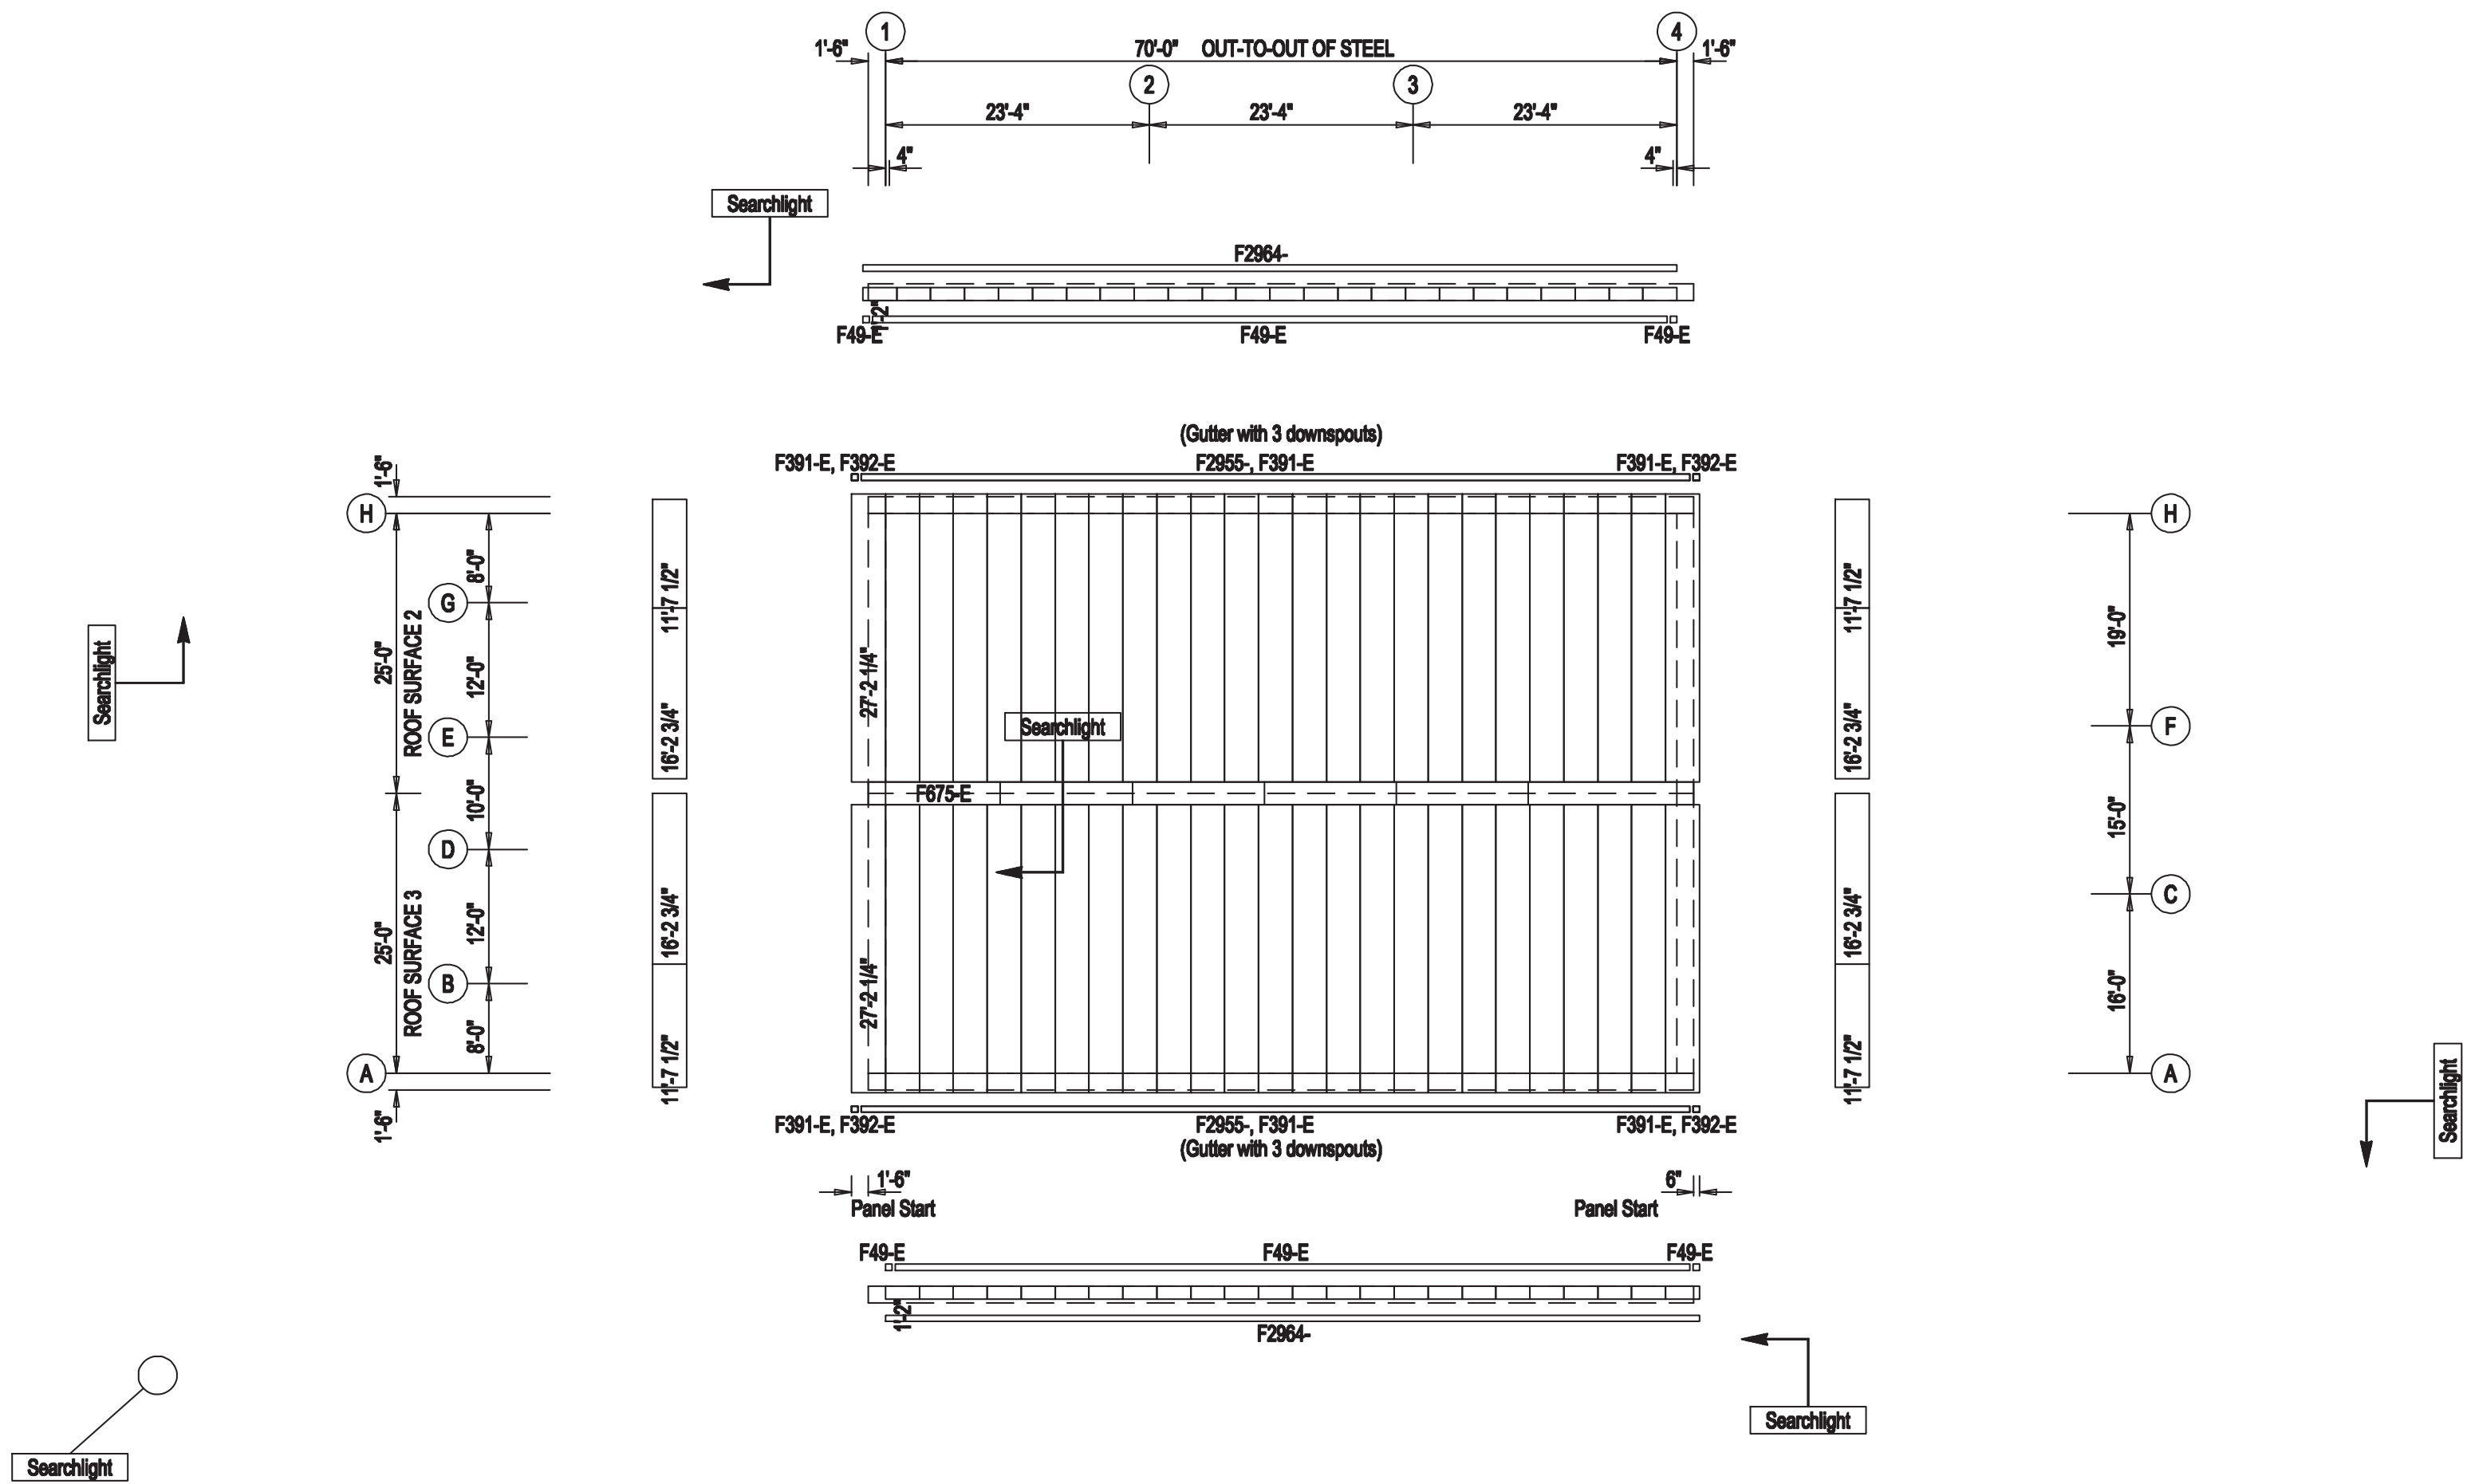 1
4
1'-6"
70'-0" OUT-TO-OUT OF STEEL
1'-6"
2
3
23'-4"
23'-4"
23'-4"
4"
4"
Searchlight
F2964-
1'-2"
F49-E
F49-E
F49-E
(Gutter with 3 downspouts)
F391-E, F392-E
F2955-, F391-E
F391-E, F392-E
1'-6"
H
8'-0"
G
25'-0"
ROOF SURFACE 2
12'-0"
E
10'-0"
D
25'-0"
ROOF SURFACE 3
12'-0"
B
8'-0"
A
1'-6"
Searchlight
11'-7 1/2"
16'-2 3/4"
16'-2 3/4"
11'-7 1/2"
27'-2 1/4"
Searchlight
F675-E
27'-2 1/4"
11'-7 1/2"
16'-2 3/4"
16'-2 3/4"
11'-7 1/2"
H
19'-0"
F
15'-0"
C
16'-0"
A
Searchlight
F391-E, F392-E
F2955-, F391-E
F391-E, F392-E
(Gutter with 3 downspouts)
1'-6"
6"
Panel Start
Panel Start
F49-E
F49-E
F49-E
1'-2"
F2964-
Searchlight
Searchlight